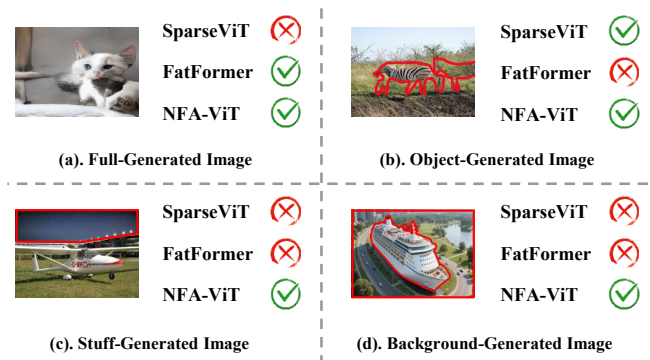 SparseViT
FatFormer
NFA-ViT
(a). Full-Generated Image
SparseViT
FatFormer
NFA-ViT
(b). Object-Generated Image
SparseViT
FatFormer
NFA-ViT
(c). Stuff-Generated Image
SparseViT
FatFormer
NFA-ViT
(d). Background-Generated Image